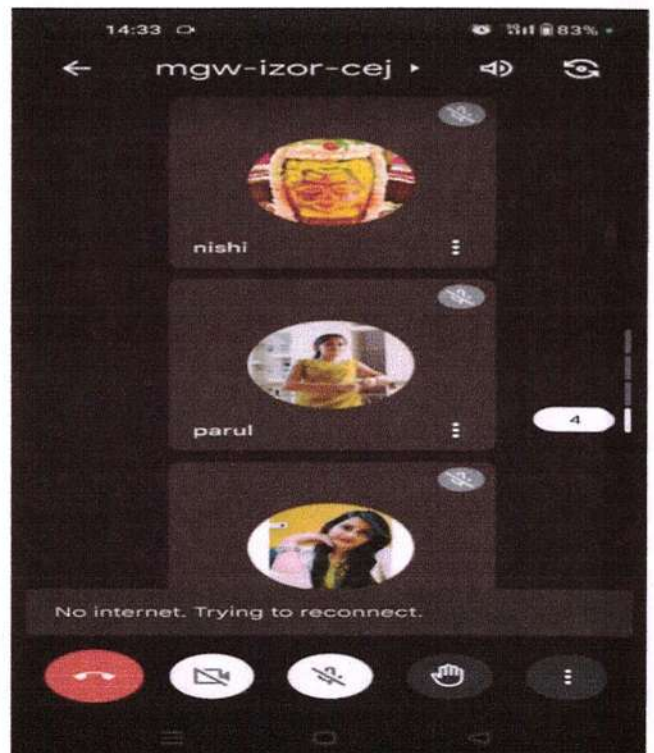 14:33 83%
mgw-izor-cej
nishi
parul
4
No internet. Trying to reconnect.